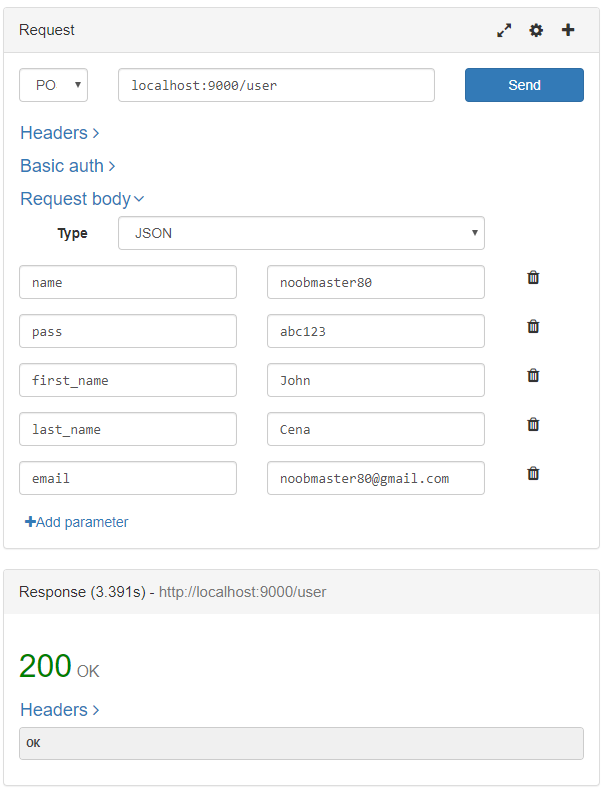 Request
PO
localhost:9000/user
Send
Headers
Basic auth
Request body
Type
JSON
name noobmaster80
pass abc123
first_name John
last_name Cena
email noobmaster80@gmail.com
Add parameter
Response (3.391s) - http://localhost:9000/user
200 OK
Headers
OK